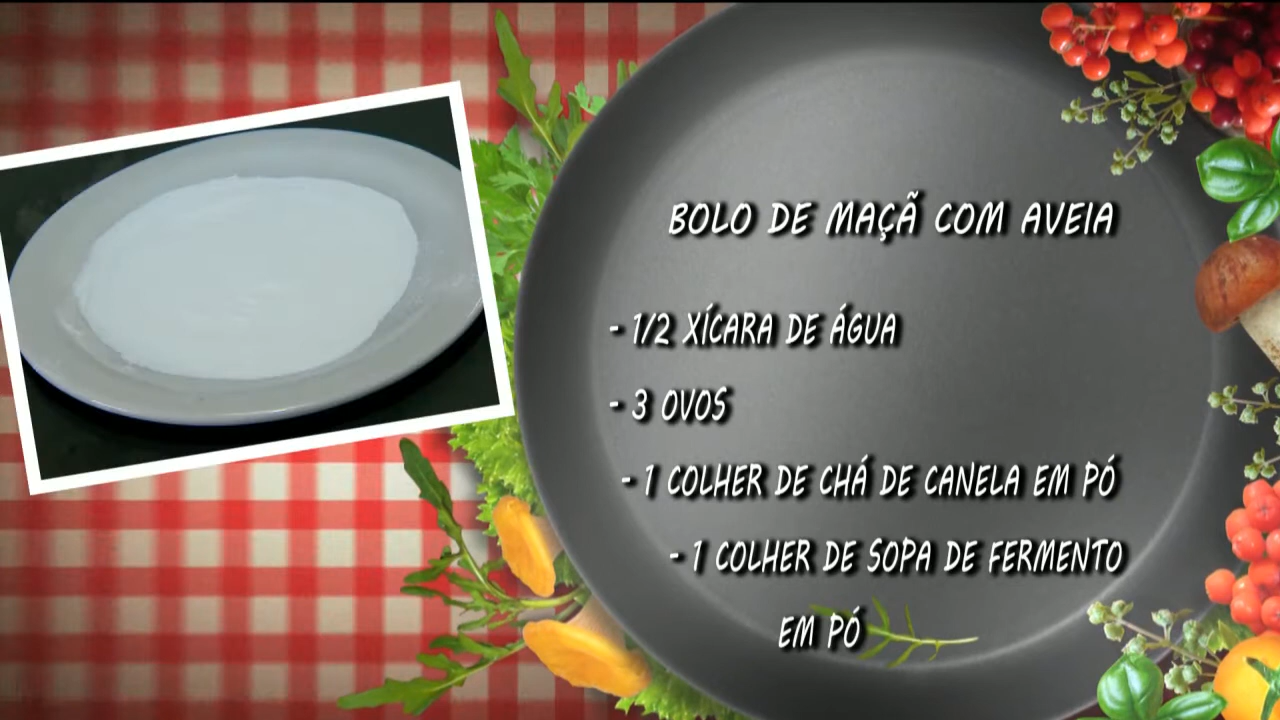 BOLO DE MAÇÃ COM AVEIA
- 1/2 XÍCARA DE ÁGUA
- 3 OVOS
- 1 COLHER DE CHÁ DE CANELA EM PÓ
- 1 COLHER DE SOPA DE FERMENTO
EM PÓ